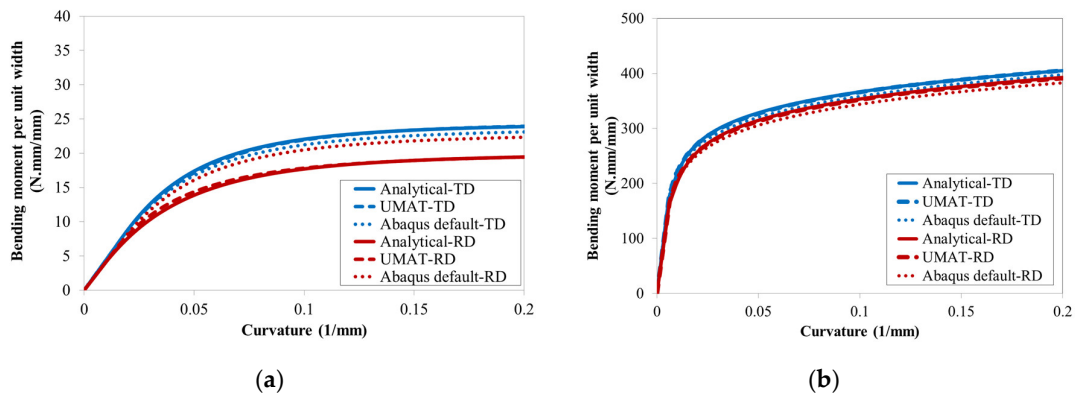 40
35
30
25
20
15
10
5
0
Bending moment per unit width
(N.mm/mm)
Analytical-TD
UMAT-TD
Abaqus default-TD
Analytical-RD
UMAT-RD
Abaqus default-RD
0 0.05 0.1 0.15 0.2
Curvature (1/mm)
(a)
500
400
300
200
100
0
Bending moment per unit width
(N.mm/mm)
Analytical-TD
UMAT-TD
Abaqus default-TD
Analytical-RD
UMAT-RD
Abaqus default-RD
0 0.05 0.1 0.15 0.2
Curvature (1/mm)
(b)